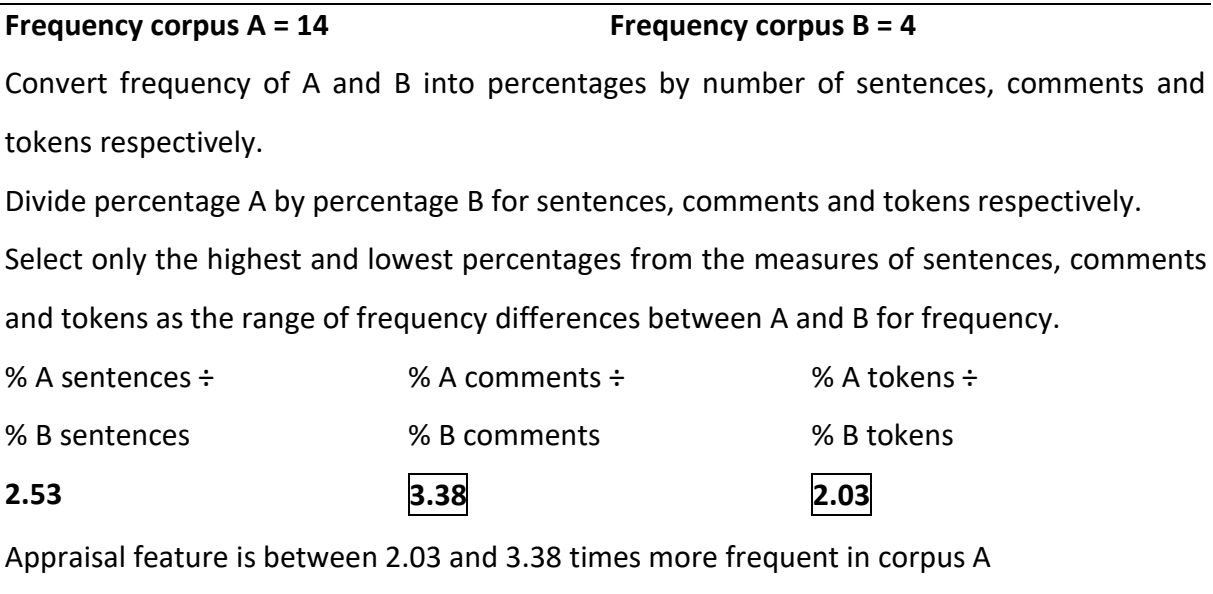 Frequency corpus A = 14 Frequency corpus B = 4
Convert frequency of A and B into percentages by number of sentences, comments and
tokens respectively.
Divide percentage A by percentage B for sentences, comments and tokens respectively.
Select only the highest and lowest percentages from the measures of sentences, comments
and tokens as the range of frequency differences between A and B for frequency.
% A sentences ÷ % A comments ÷ % A tokens ÷
% B sentences % B comments % B tokens
2.53 3.38 2.03
Appraisal feature is between 2.03 and 3.38 times more frequent in corpus A